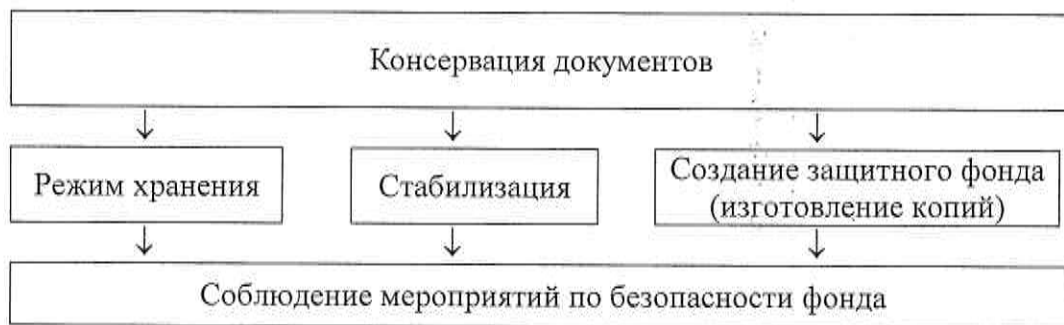 Консервация документов
Режим хранения
Стабилизация
Создание защитного фонда
(изготовление копий)
Соблюдение мероприятий по безопасности фонда